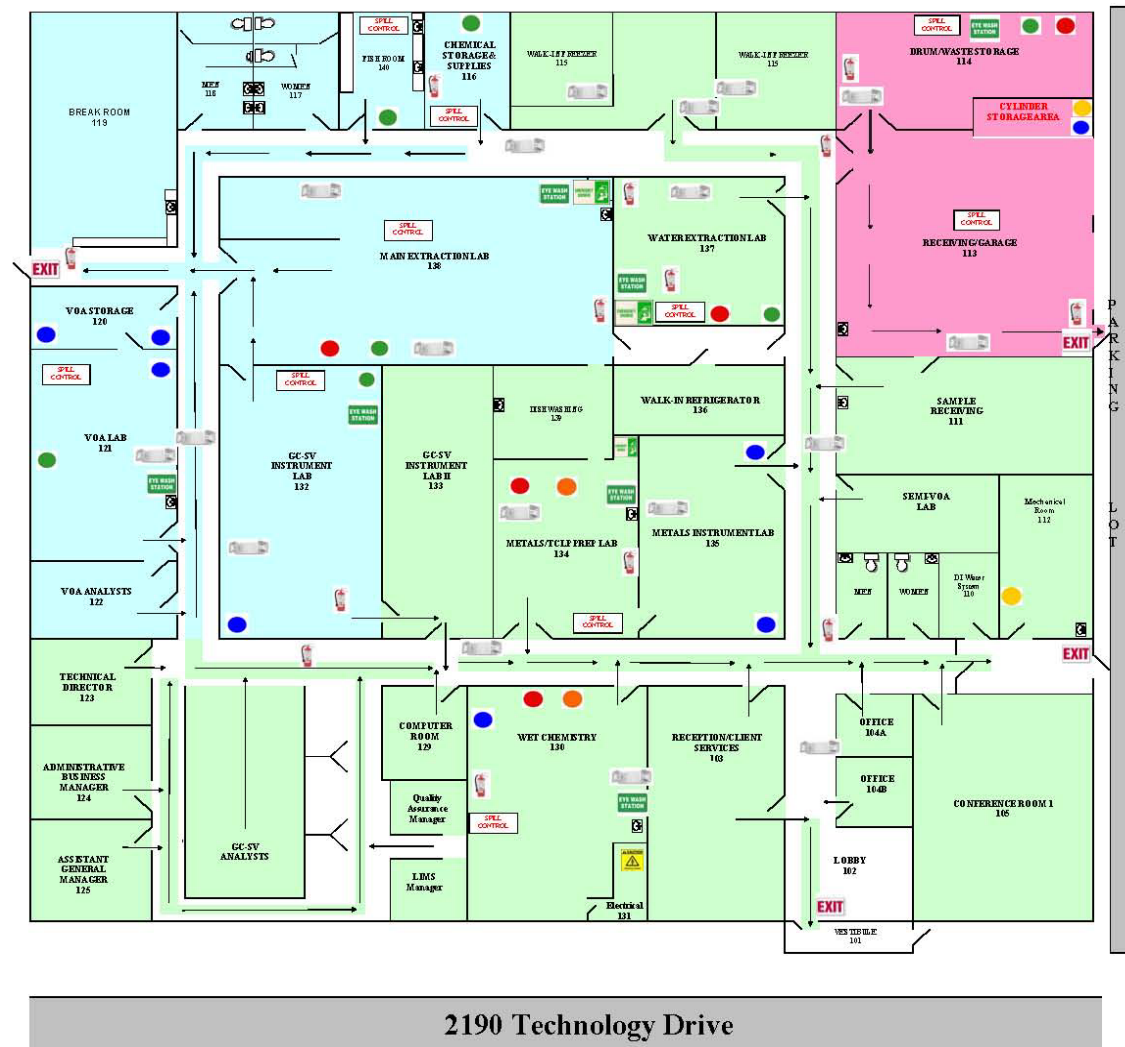 SPILL
CONTROL
CHEMICAL
STORAGE &
SUPPLIES
116
FISH ROOM
140
WALK-IN FREEZER
115
WALK-IN FREEZER
115
SPILL
CONTROL
EYE WASH
STATION
DRUM/WASTE STORAGE
114
MEN
118
WOMEN
117
BREAK ROOM
119
SPILL
CONTROL
CYLINDER
STORAGE AREA
EYE WASH
STATION
SPILL
CONTROL
MAIN EXTRACTION LAB
138
WATER EXTRACTION LAB
137
SPILL
CONTROL
RECEIVING/GARAGE
113
EXIT
EYE WASH
STATION
SPILL
CONTROL
VOA STORAGE
120
EXIT
PARKING LOT
SPILL
CONTROL
SPILL
CONTROL
EYE WASH
STATION
DISHWASHING
139
WALK-IN REFRIGERATOR
136
SAMPLE
RECEIVING
111
VOA LAB
121
EYE WASH
STATION
GC-SV
INSTRUMENT
LAB
132
GC-SV
INSTRUMENT
LAB II
133
EYE WASH
STATION
METALS/TCLP PREP LAB
134
METALS INSTRUMENT LAB
135
SEMI-VOA
LAB
Mechanical
Room
112
VOA ANALYSTS
122
SPILL
CONTROL
MEN
WOMEN
DI Water
System
110
EXIT
TECHNICAL
DIRECTOR
123
COMPUTER
ROOM
129
WET CHEMISTRY
130
RECEPTION/CLIENT
SERVICES
103
OFFICE
104A
ADMINISTRATIVE
BUSINESS
MANAGER
124
Quality
Assurance
Manager
SPILL
CONTROL
EYE WASH
STATION
OFFICE
104B
CONFERENCE ROOM 1
105
ASSISTANT
GENERAL
MANAGER
125
GC-SV
ANALYSTS
LIMS
Manager
Electrical
131
LOBBY
102
EXIT
VESTIBULE
101
2190 Technology Drive